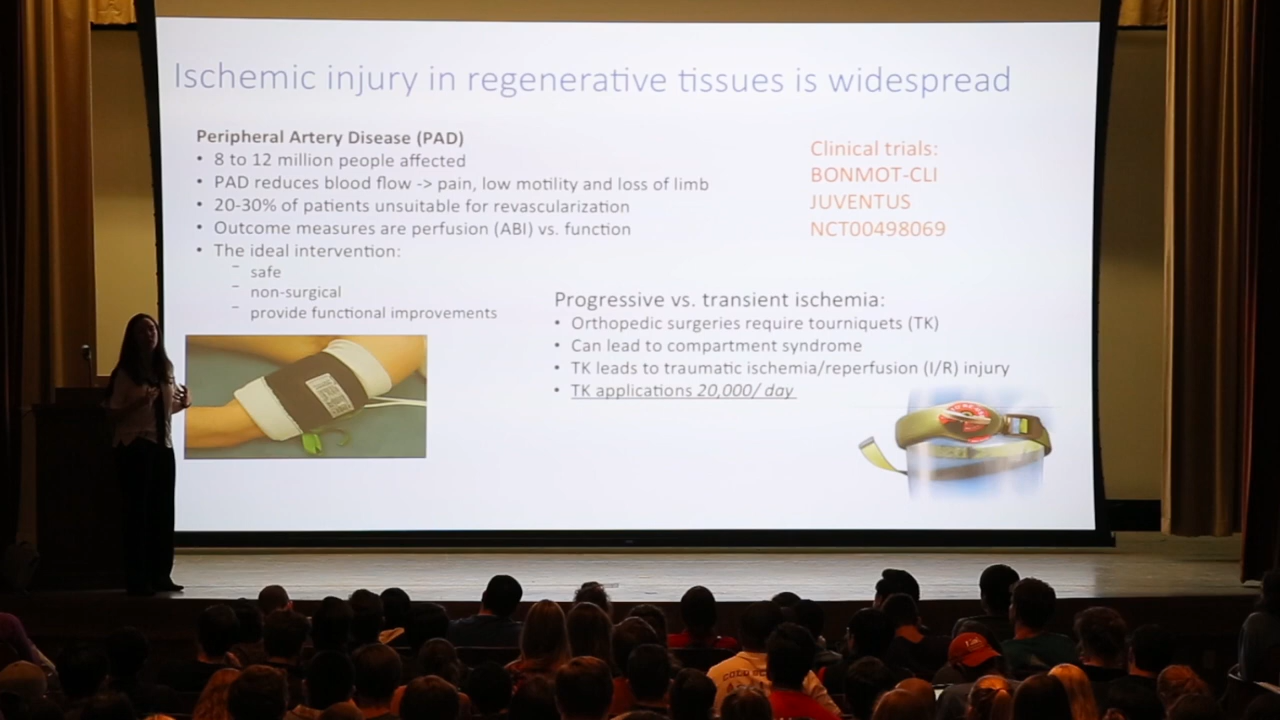 Ischemic injury in regenerative tissues is widespread
Peripheral Artery Disease (PAD)
• 8 to 12 million people affected
• PAD reduces blood flow -> pain, low motility and loss of limb
• 20-30% of patients unsuitable for revascularization
• Outcome measures are perfusion (ABI) vs. function
• The ideal intervention:
– safe
– non-surgical
– provide functional improvements
Clinical trials:
BONMOT-CLI
JUVENTUS
NCT00498069
Progressive vs. transient ischemia:
• Orthopedic surgeries require tourniquets (TK)
• Can lead to compartment syndrome
• TK leads to traumatic ischemia/reperfusion (I/R) injury
• TK applications 20,000/ day